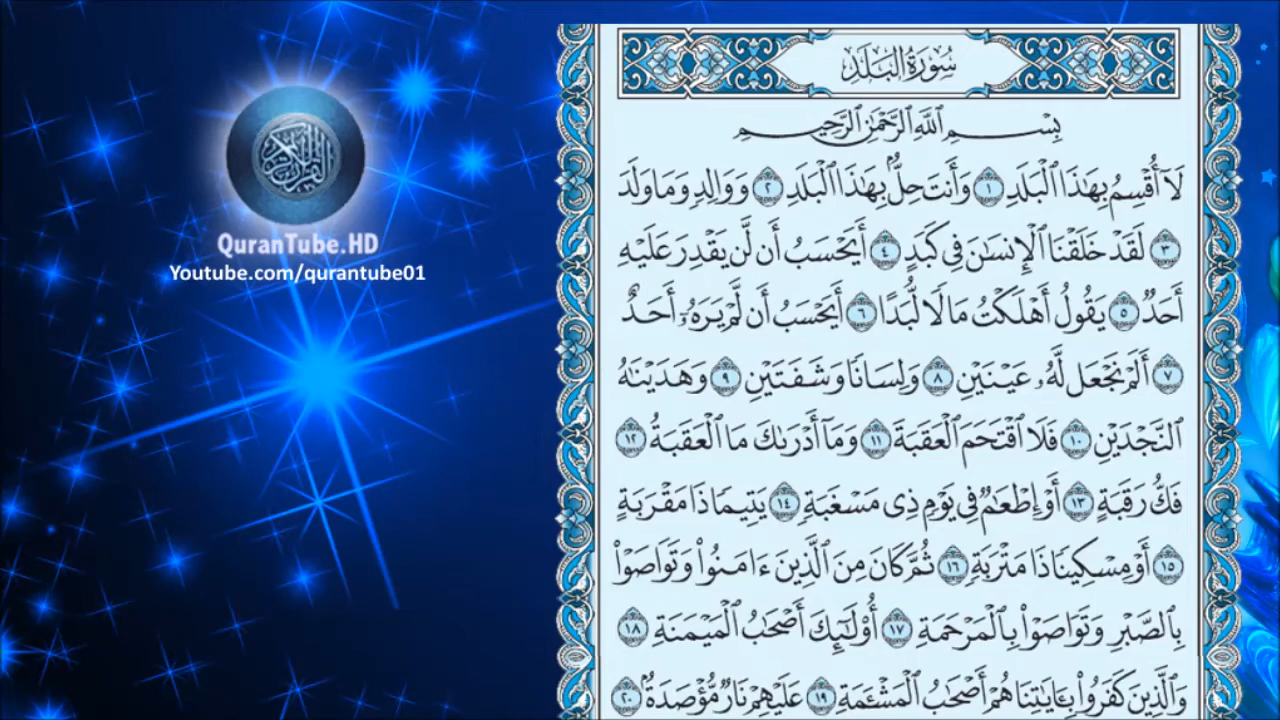 القرآن الكريم
QuranTube.HD
Youtube.com/qurantube01
سُورَةُ البَلَدِ
بِسْمِ ٱللَّهِ ٱلرَّحْمَٰنِ ٱلرَّحِيمِ
لَآ أُقْسِمُ بِهَٰذَا ٱلْبَلَدِ ١ وَأَنتَ حِلٌّۢ بِهَٰذَا ٱلْبَلَدِ ٢ وَوَالِدٍ وَمَا وَلَدَ
٣ لَقَدْ خَلَقْنَا ٱلْإِنسَٰنَ فِي كَبَدٍ ٤ أَيَحْسَبُ أَن لَّن يَقْدِرَ عَلَيْهِ
أَحَدٌ ٥ يَقُولُ أَهْلَكْتُ مَالًا لُّبَدًا ٦ أَيَحْسَبُ أَن لَّمْ يَرَهُۥٓ أَحَدٌ
٧ أَلَمْ نَجْعَل لَّهُۥ عَيْنَيْنِ ٨ وَلِسَانًا وَشَفَتَيْنِ ٩ وَهَدَيْنَٰهُ
ٱلنَّجْدَيْنِ ١٠ فَلَا ٱقْتَحَمَ ٱلْعَقَبَةَ ١١ وَمَآ أَدْرَىٰكَ مَا ٱلْعَقَبَةُ ١٢
فَكُّ رَقَبَةٍ ١٣ أَوْ إِطْعَٰمٌ فِي يَوْمٍ ذِي مَسْغَبَةٍ ١٤ يَتِيمًا ذَا مَقْرَبَةٍ
١٥ أَوْ مِسْكِينًا ذَا مَتْرَبَةٍ ١٦ ثُمَّ كَانَ مِنَ ٱلَّذِينَ ءَامَنُوا۟ وَتَوَاصَوْا۟
بِٱلصَّبْرِ وَتَوَاصَوْا۟ بِٱلْمَرْحَمَةِ ١٧ أُو۟لَٰٓئِكَ أَصْحَٰبُ ٱلْمَيْمَنَةِ ١٨
وَٱلَّذِينَ كَفَرُوا۟ بِـَٔايَٰتِنَا هُمْ أَصْحَٰبُ ٱلْمَشْـَٔمَةِ ١٩ عَلَيْهِمْ نَارٌ مُّؤْصَدَةٌۢ ٢٠